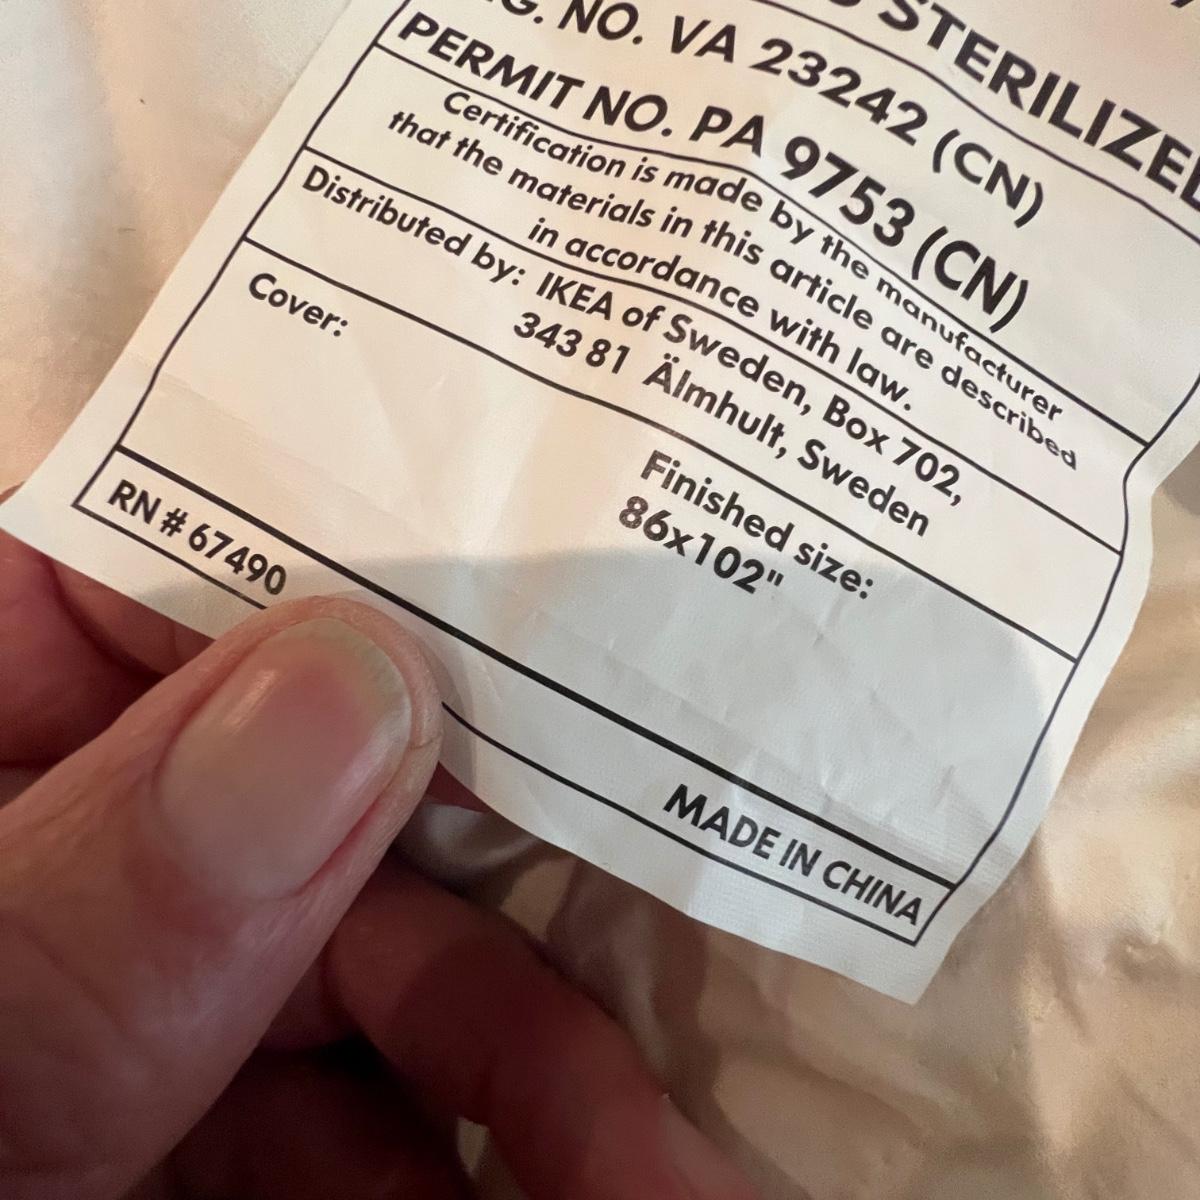 STERILIZED
G. NO. VA 23242 (CN)
PERMIT NO. PA 9753 (CN)
Certification is made by the manufacturer
that the materials in this article are described
in accordance with law.
Distributed by: IKEA of Sweden, Box 702,
343 81 Älmhult, Sweden
Cover:
Finished size:
86x102"
RN # 67490
MADE IN CHINA